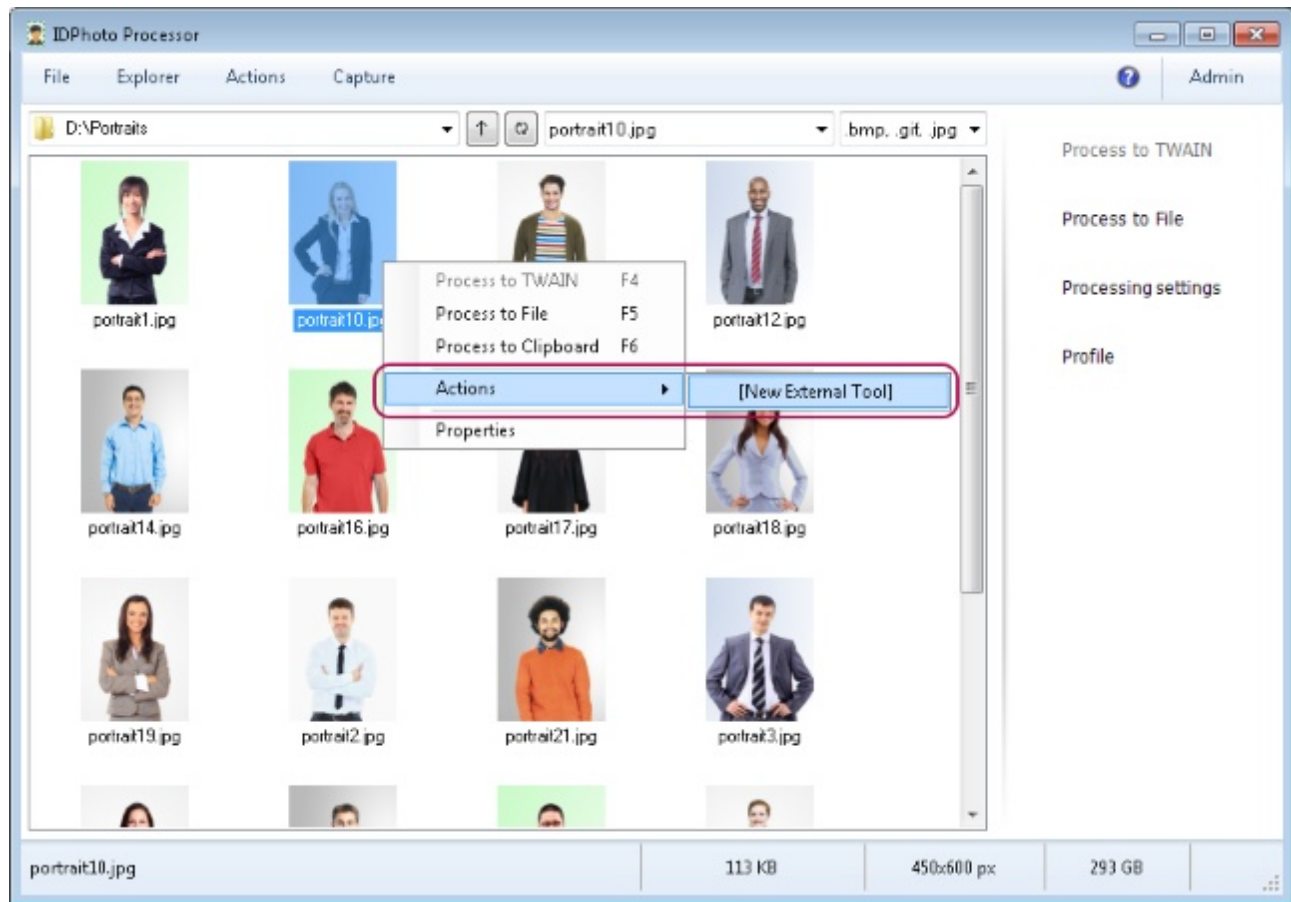 IDPhoto Processor
File Explorer Actions Capture Admin
D:\Portraits portrait10.jpg .bmp, .gif, .jpg
Process to TWAIN
Process to File
Processing settings
Profile
portrait1.jpg portrait10.jp portrait12.jpg
Process to TWAIN F4
Process to File F5
Process to Clipboard F6
Actions [New External Tool]
Properties
portrait14.jpg portrait16.jpg portrait17.jpg portrait18.jpg
portrait19.jpg portrait2.jpg portrait21.jpg portrait3.jpg
portrait10.jpg 113 KB 450x600 px 293 GB